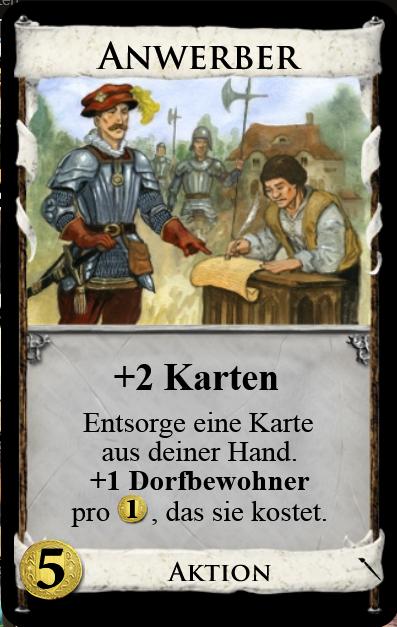 ANWERBER
+2 Karten
Entsorge eine Karte
aus deiner Hand.
+1 Dorfbewohner
pro 1, das sie kostet.
5 AKTION